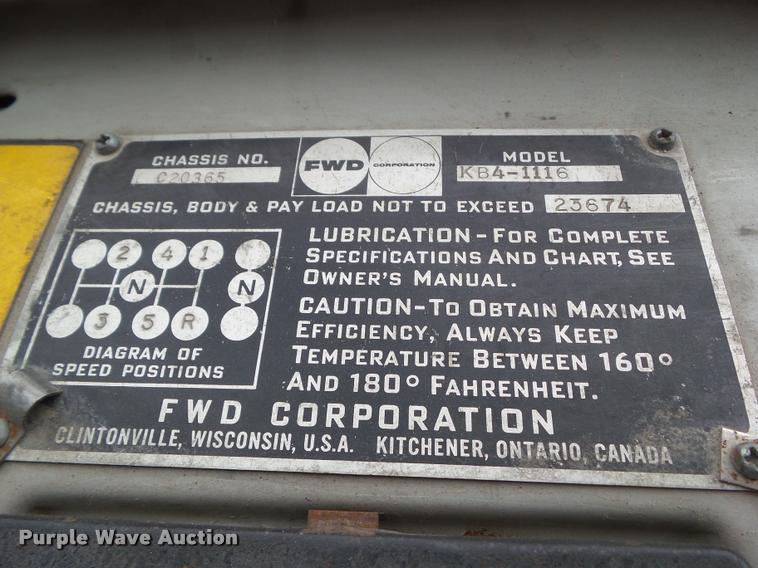 CHASSIS NO.
C20365
FWD
CORPORATION
MODEL
KB4-1116
CHASSIS, BODY & PAY LOAD NOT TO EXCEED 23674
2 4 1
N N
3 5 R
DIAGRAM OF
SPEED POSITIONS
LUBRICATION-FOR COMPLETE
SPECIFICATIONS AND CHART, SEE
OWNER'S MANUAL.
CAUTION-TO OBTAIN MAXIMUM
EFFICIENCY, ALWAYS KEEP
TEMPERATURE BETWEEN 160°
AND 180° FAHRENHEIT.
FWD CORPORATION
CLINTONVILLE, WISCONSIN, U.S.A. KITCHENER, ONTARIO, CANADA
Purple Wave Auction